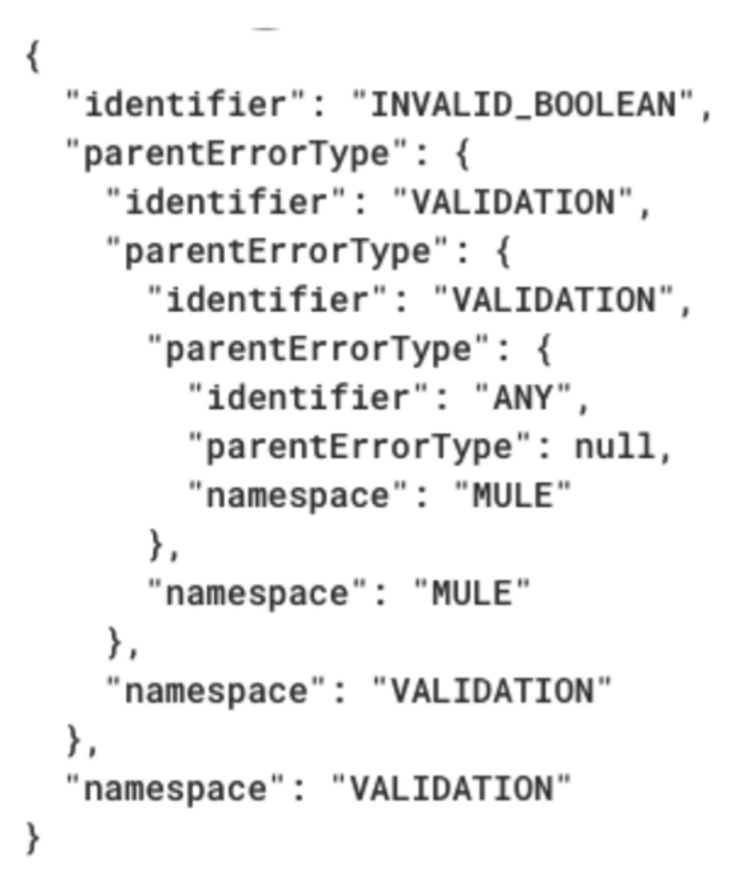 {
"identifier": "INVALID_BOOLEAN",
"parentErrorType": {
"identifier": "VALIDATION",
"parentErrorType": {
"identifier": "VALIDATION",
"parentErrorType": {
"identifier": "ANY",
"parentErrorType": null,
"namespace": "MULE"
},
"namespace": "MULE"
},
"namespace": "VALIDATION"
},
"namespace": "VALIDATION"
}